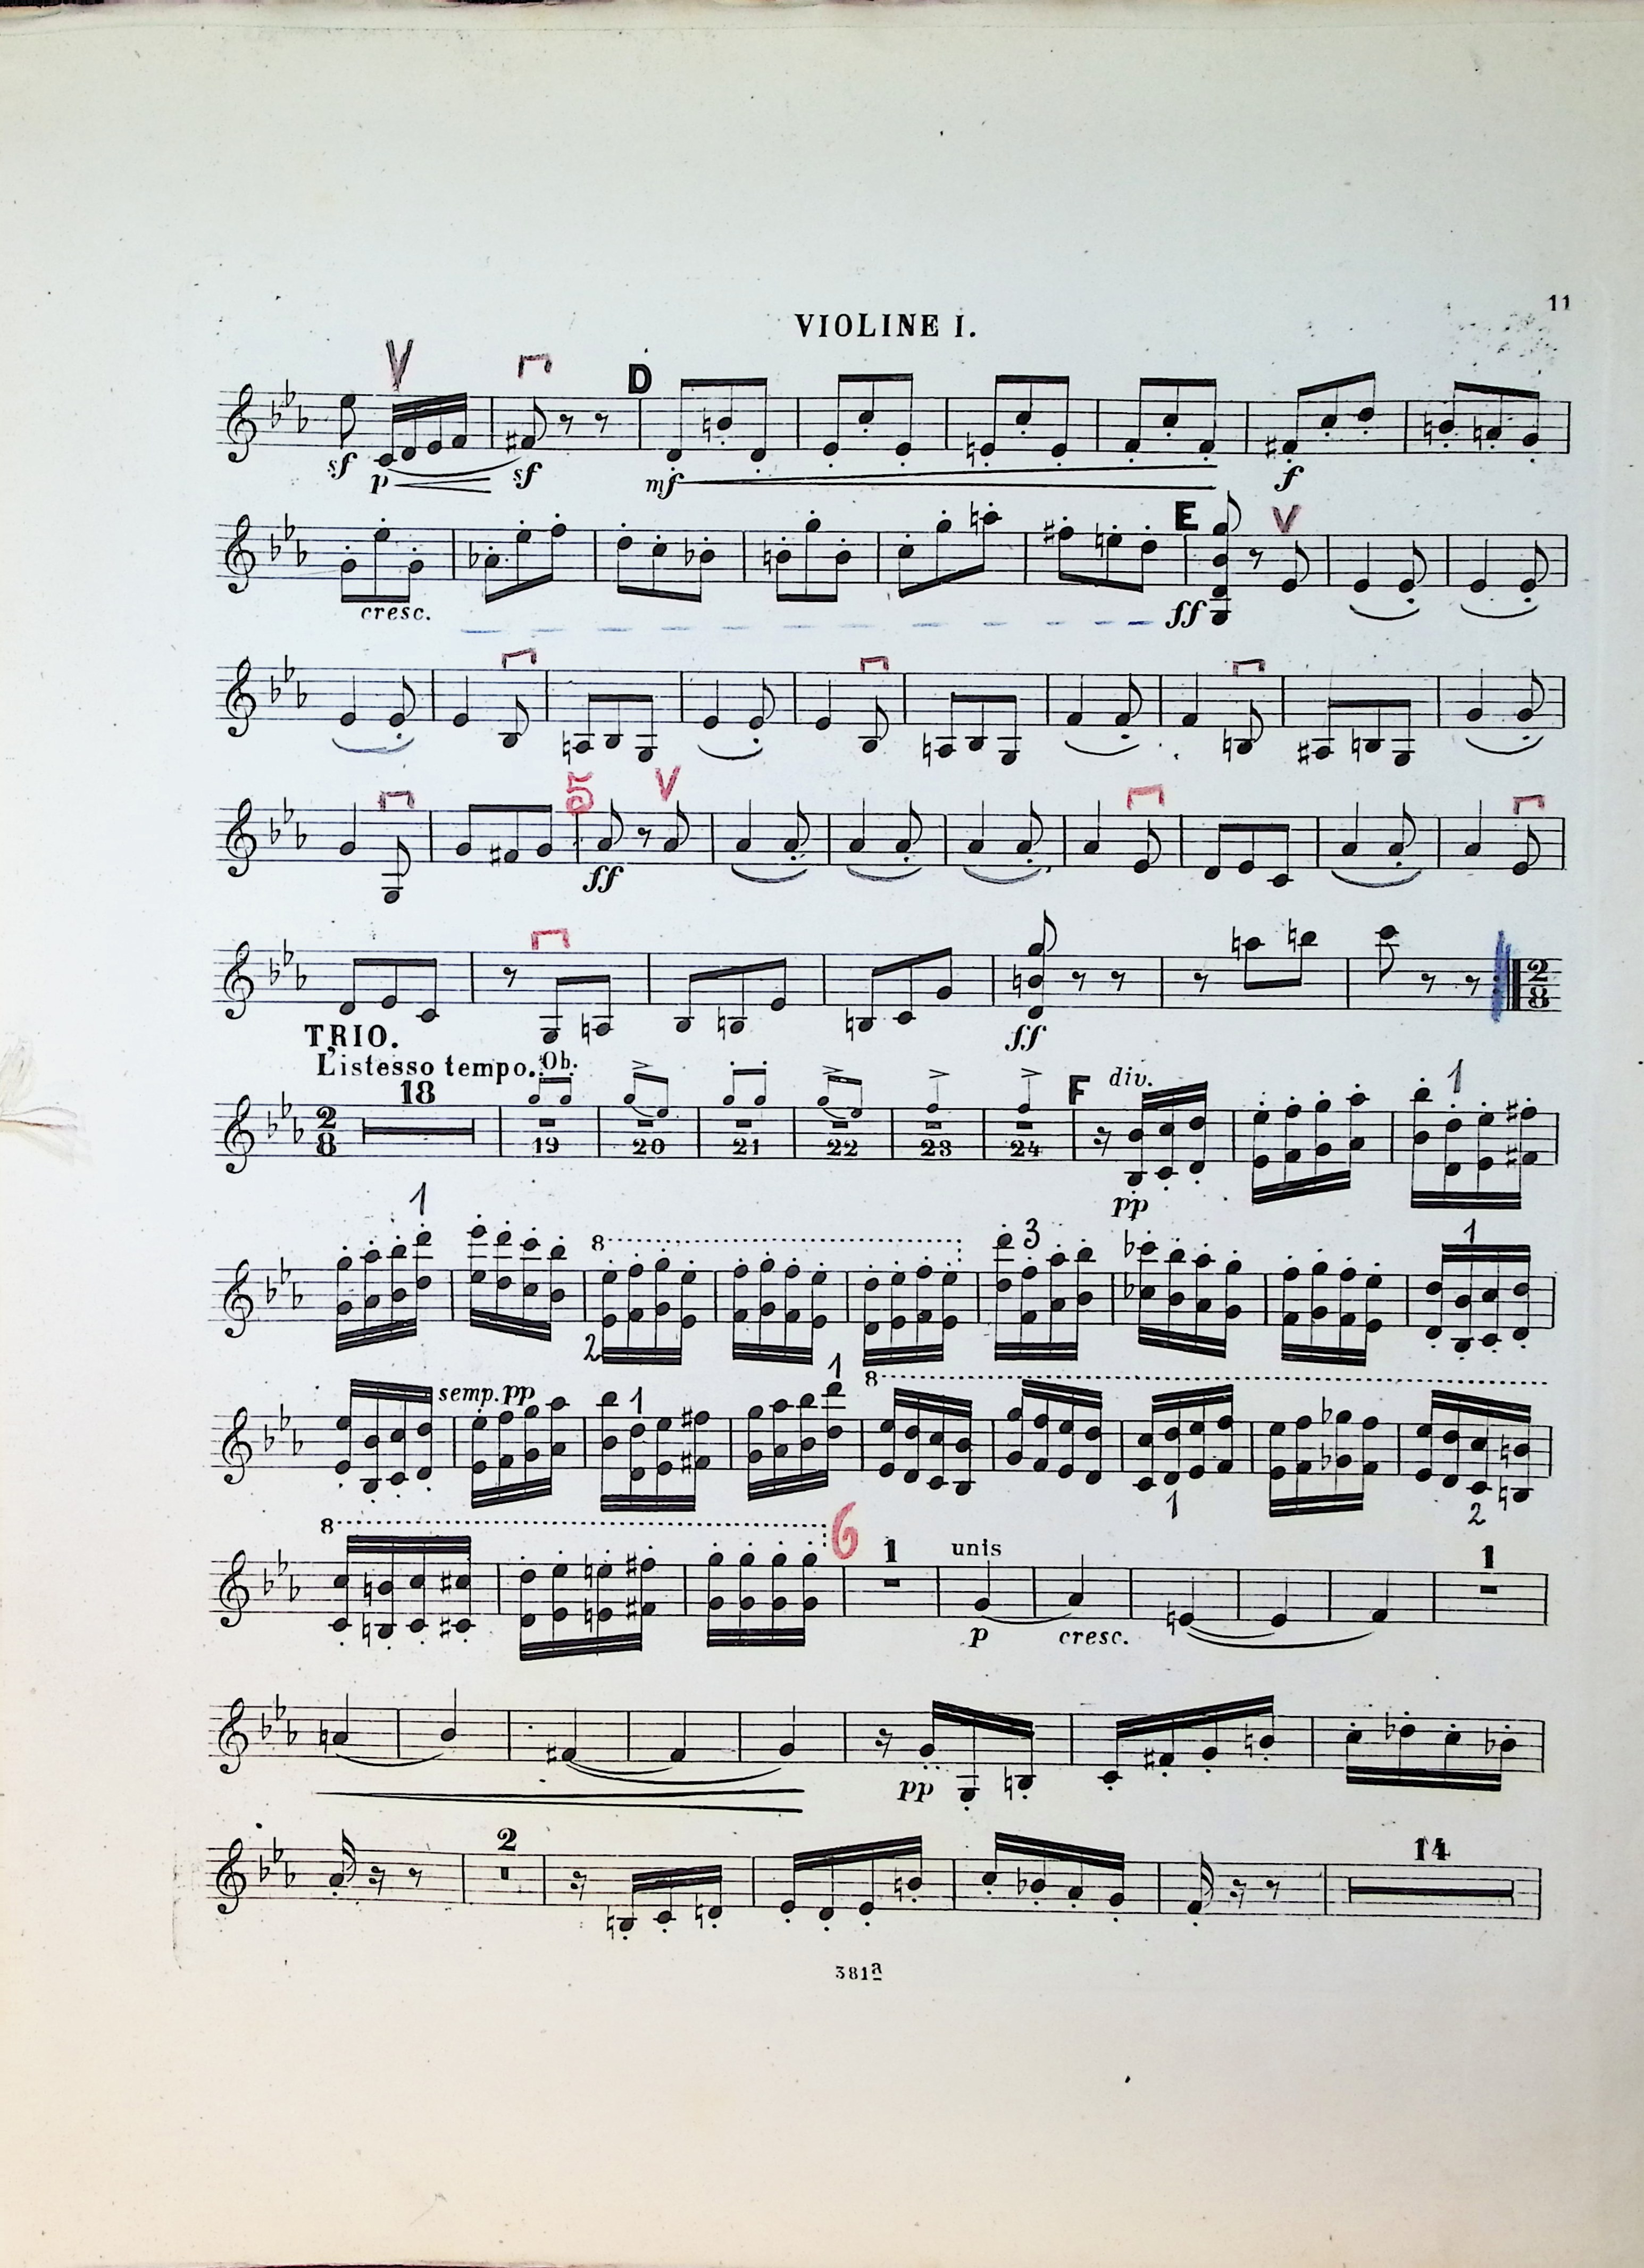 11
VIOLINE I.
V D
sf p sf mf f
E V
cresc. ff
5 V
ff
ff 2 8
TRIO.
L'istesso tempo. Ob.
18 F div. 1
2 8 19 20 21 22 23 24
pp
1
8 3 1
2
semp. pp 1 1 8
1 2
8 6 1 unis 1
p cresc.
pp
2 14
381a